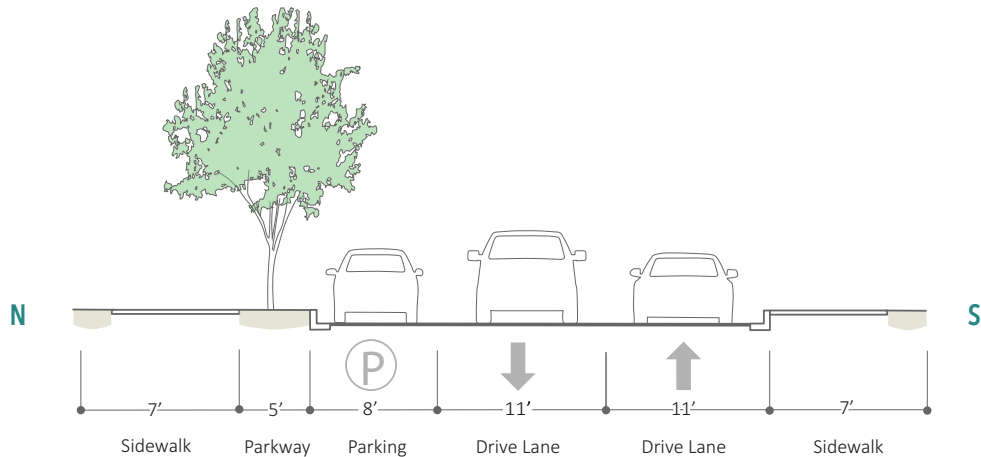 N
S
P
7’ 5’ 8’ 11’ 11’ 7’
Sidewalk Parkway Parking Drive Lane Drive Lane Sidewalk